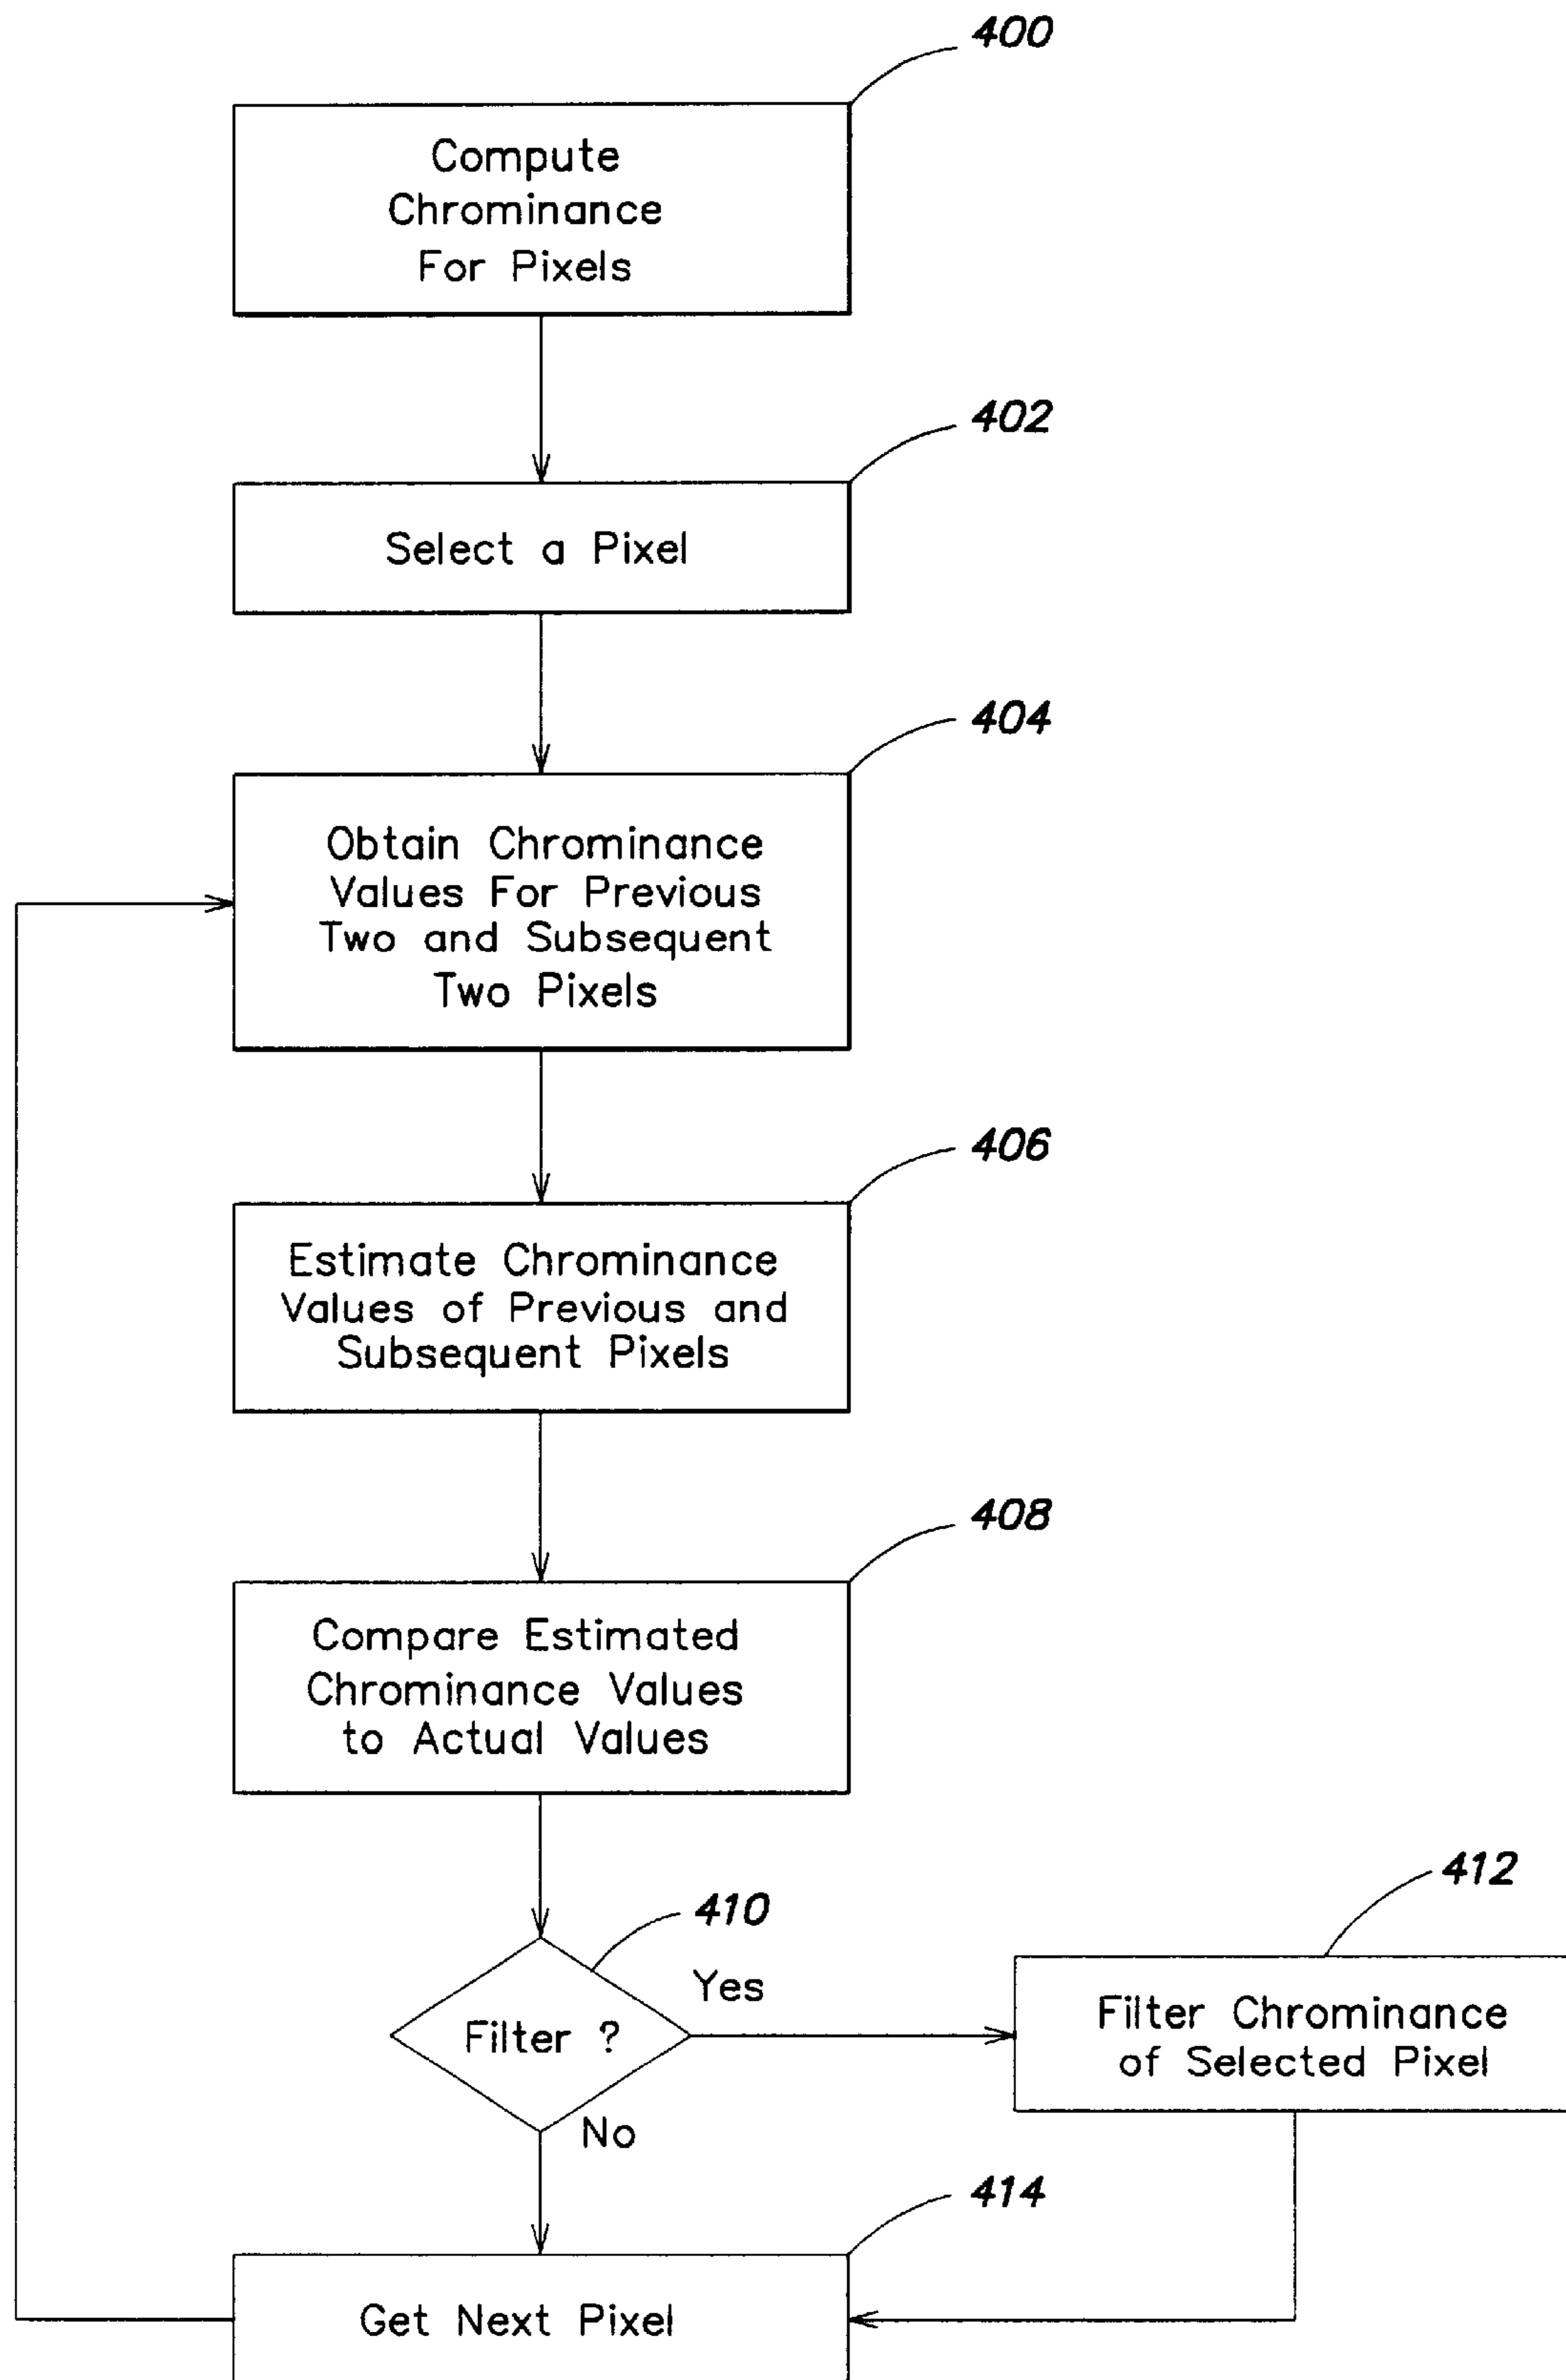 400
Compute
Chrominance
For Pixels
402
Select a Pixel
404
Obtain Chrominance
Values For Previous
Two and Subsequent
Two Pixels
406
Estimate Chrominance
Values of Previous and
Subsequent Pixels
408
Compare Estimated
Chrominance Values
to Actual Values
410
Filter ?
Yes
412
Filter Chrominance
of Selected Pixel
No
414
Get Next Pixel